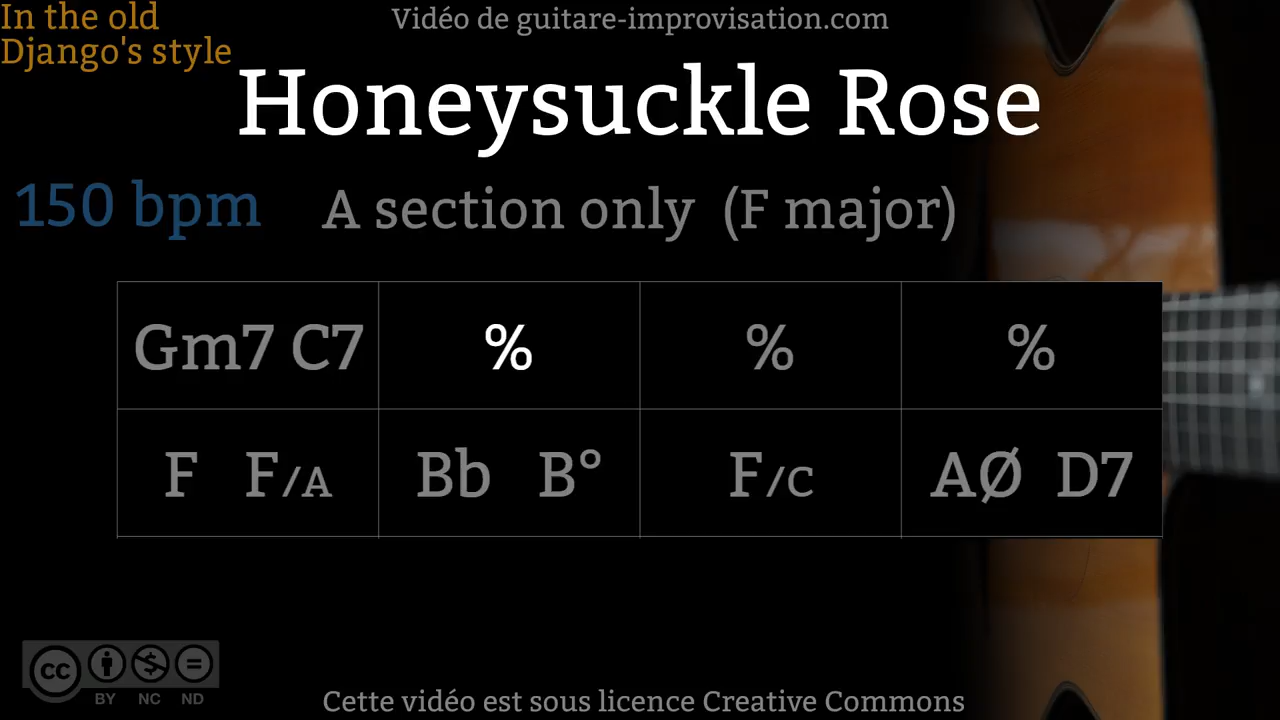 In the old
Django's style
Vidéo de guitare-improvisation.com
Honeysuckle Rose
150 bpm
A section only (F major)
Gm7 C7 % % %
F F/A Bb B° F/C AØ D7
cc
BY NC ND
Cette vidéo est sous licence Creative Commons